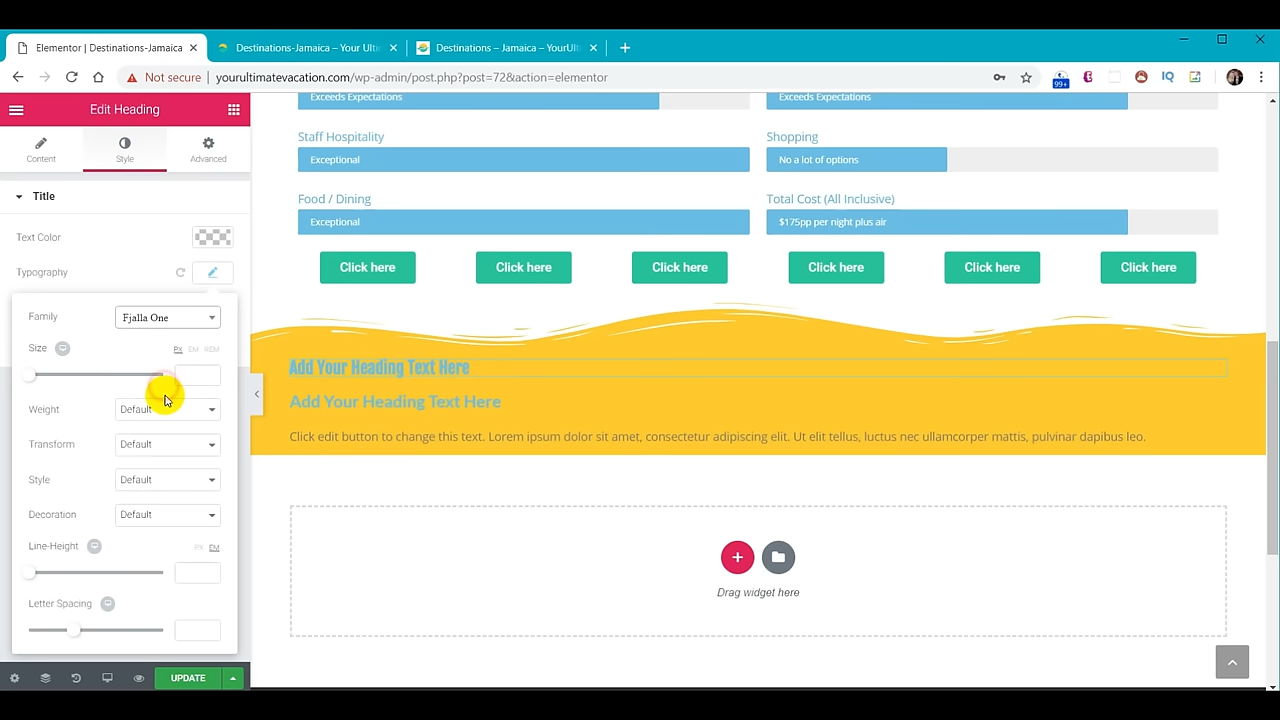 Elementor | Destinations-Jamaica
Destinations-Jamaica – Your Ulti
Destinations – Jamaica – YourUlti
Not secure
yourultimatevacation.com/wp-admin/post.php?post=72&action=elementor
IQ
99+
Edit Heading
Content
Style
Advanced
Title
Text Color
Typography
Family
Fjalla One
Size
PX EM REM
Weight
Default
Transform
Default
Style
Default
Decoration
Default
Line-Height
PX EM
Letter Spacing
UPDATE
Exceeds Expectations
Exceeds Expectations
Staff Hospitality
Shopping
Exceptional
No a lot of options
Food / Dining
Total Cost (All Inclusive)
Exceptional
$175pp per night plus air
Click here Click here Click here Click here Click here Click here
Add Your Heading Text Here
Add Your Heading Text Here
Click edit button to change this text. Lorem ipsum dolor sit amet, consectetur adipiscing elit. Ut elit tellus, luctus nec ullamcorper mattis, pulvinar dapibus leo.
Drag widget here